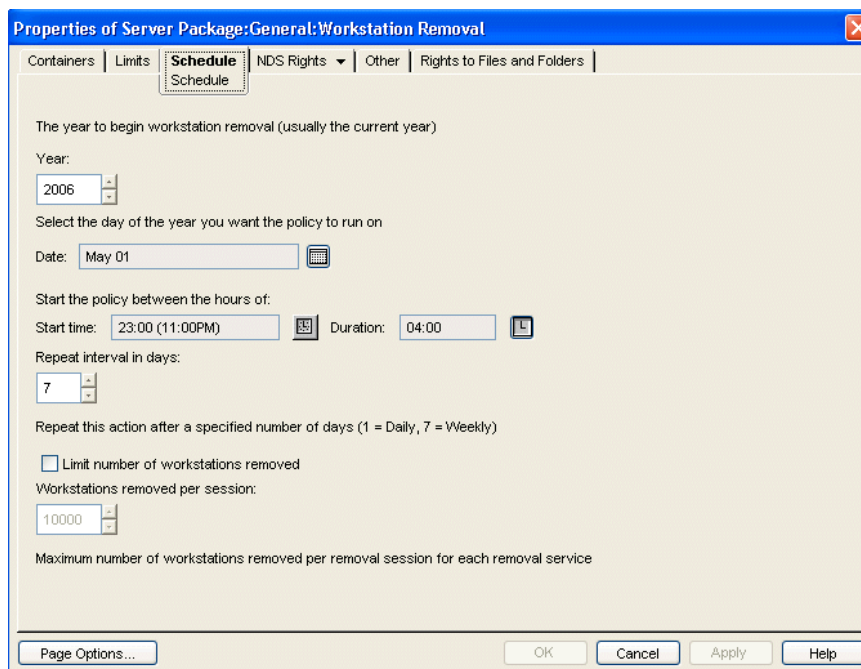 Properties of Server Package:General:Workstation Removal
Containers Limits Schedule NDS Rights Other Rights to Files and Folders
Schedule
The year to begin workstation removal (usually the current year)
Year:
2006
Select the day of the year you want the policy to run on
Date: May 01
Start the policy between the hours of:
Start time: 23:00 (11:00PM) Duration: 04:00
Repeat interval in days:
7
Repeat this action after a specified number of days (1 = Daily, 7 = Weekly)
Limit number of workstations removed
Workstations removed per session:
10000
Maximum number of workstations removed per removal session for each removal service
Page Options... OK Cancel Apply Help